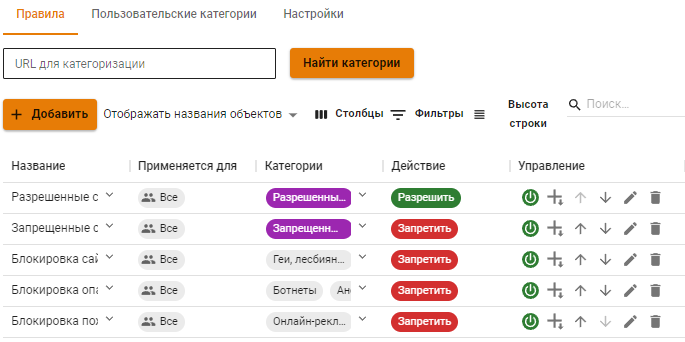 Правила Пользовательские категории Настройки
URL для категоризации Найти категории
Добавить Отображать названия объектов Столбцы Фильтры Высота строки Поиск...
Название Применяется для Категории Действие Управление
Разрешенные с Все Разрешенны... Разрешить
Запрещенные с Все Запрещенн... Запретить
Блокировка сай Все Геи, лесбиян... Запретить
Блокировка опа Все Ботнеты Ан Запретить
Блокировка пох Все Онлайн-рекл... Запретить